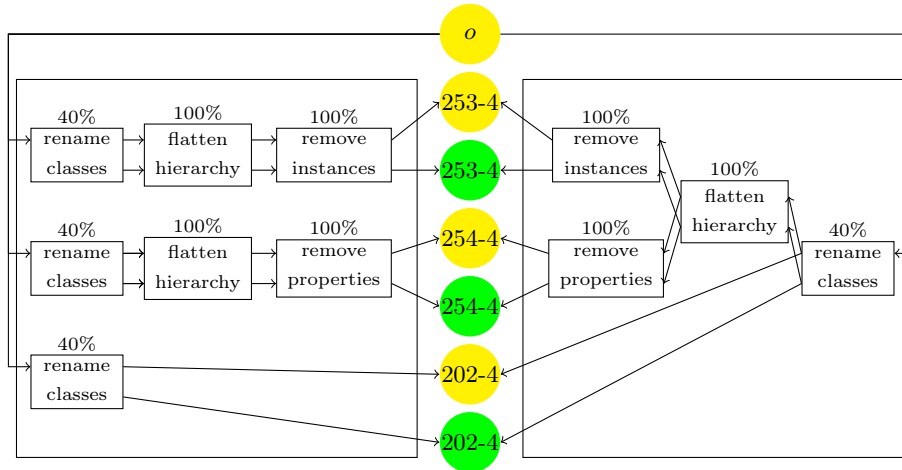 o
253-4
40%
rename
classes
100%
flatten
hierarchy
100%
remove
instances
100%
remove
instances
253-4
100%
flatten
hierarchy
254-4
40%
rename
classes
100%
flatten
hierarchy
100%
remove
properties
100%
remove
properties
40%
rename
classes
254-4
40%
rename
classes
202-4
202-4